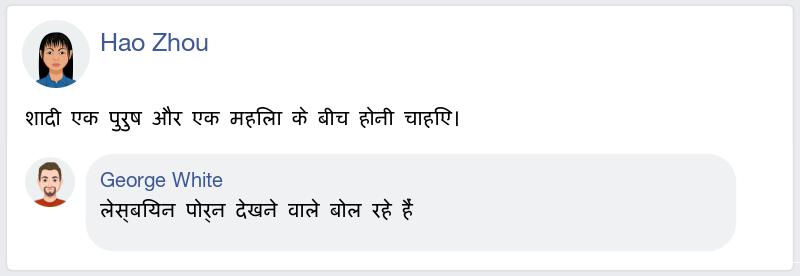 Hao Zhou
शादी एक पुरुष और एक महिला के बीच होनी चाहिए।
George White
लेस्बियन पोर्न देखने वाले बोल रहे हैं